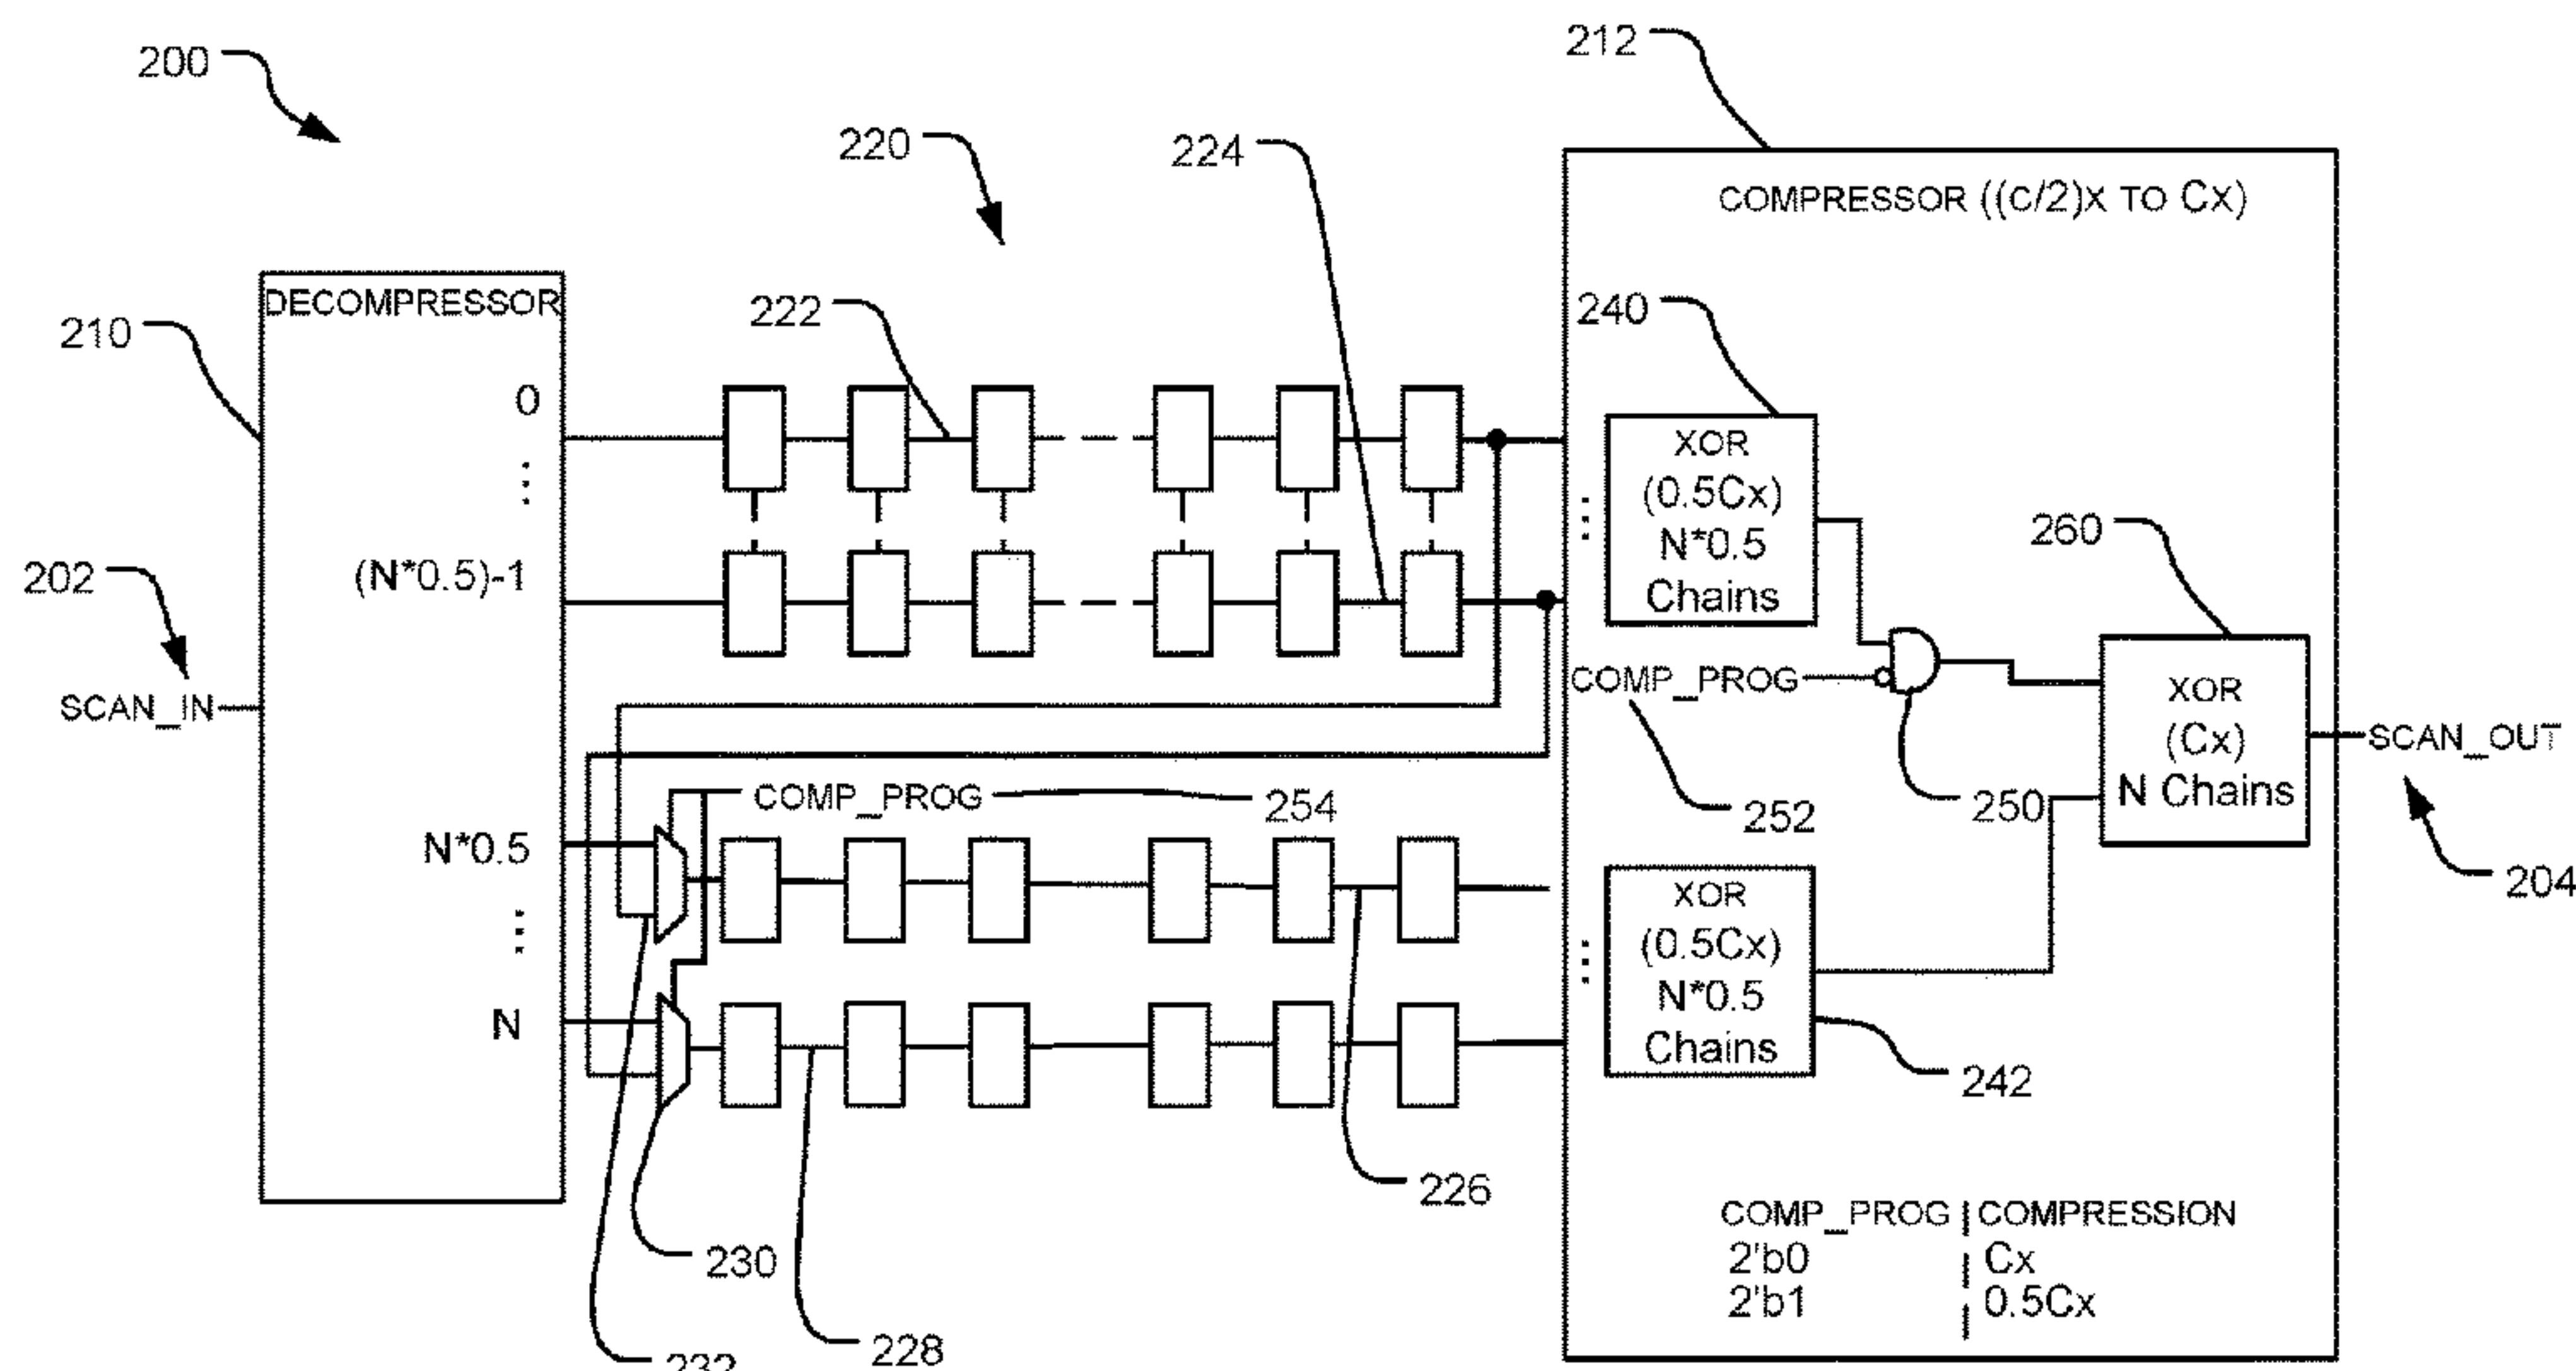 200
212
COMPRESSOR ((C/2)X TO CX)
220
224
DECOMPRESSOR
210
222
240
0
⋮
(N*0.5)-1
XOR
(0.5Cx)
N*0.5
Chains
⋮
260
202
SCAN_IN
COMP_PROG
XOR
(Cx)
N Chains
SCAN_OUT
252
250
204
COMP_PROG
254
N*0.5
⋮
N
XOR
(0.5Cx)
N*0.5
Chains
⋮
242
226
230
228
232
COMP_PROG | COMPRESSION
2'b0 | Cx
2'b1 | 0.5Cx